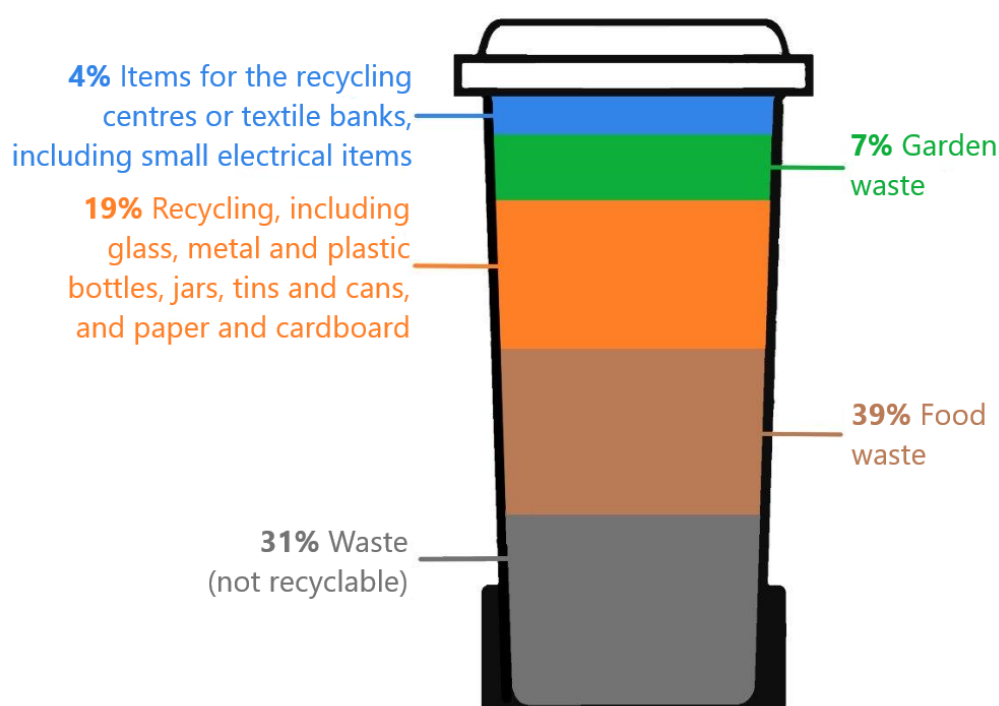 4% Items for the recycling
centres or textile banks,
including small electrical items
7% Garden
waste
19% Recycling, including
glass, metal and plastic
bottles, jars, tins and cans,
and paper and cardboard
39% Food
waste
31% Waste
(not recyclable)